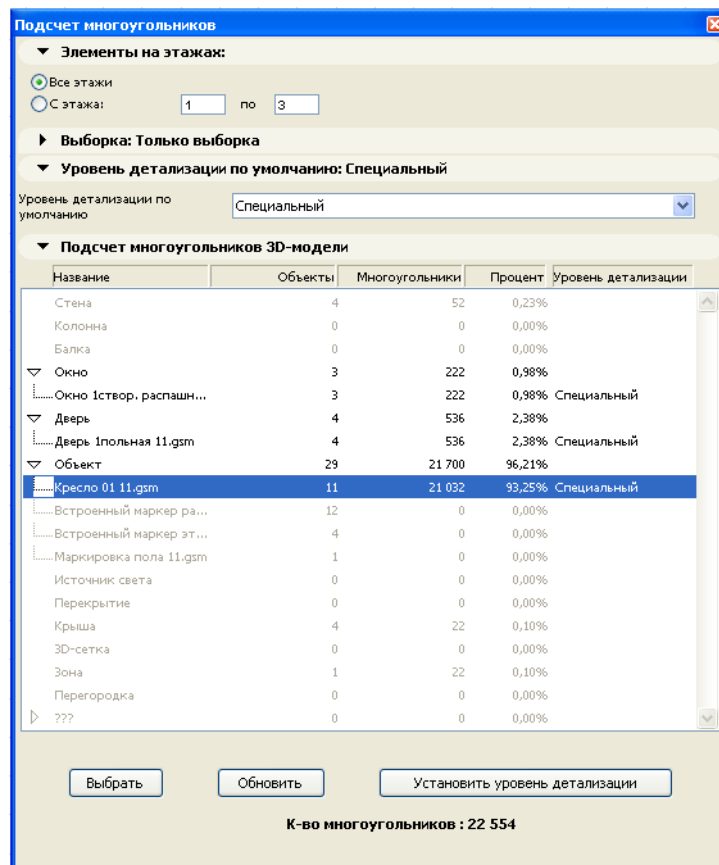 Подсчет многоугольников
Элементы на этажах:
Все этажи
С этажа: 1 по 3
Выборка: Только выборка
Уровень детализации по умолчанию: Специальный
Уровень детализации по умолчанию Специальный
Подсчет многоугольников 3D-модели
Название Объекты Многоугольники Процент Уровень детализации
Стена 4 52 0,23%
Колонна 0 0 0,00%
Балка 0 0 0,00%
Окно 3 222 0,98%
Окно 1створ. распашн... 3 222 0,98% Специальный
Дверь 4 536 2,38%
Дверь 1польная 11.gsm 4 536 2,38% Специальный
Объект 29 21 700 96,21%
Кресло 01 11.gsm 11 21 032 93,25% Специальный
Встроенный маркер ра... 12 0 0,00%
Встроенный маркер эт... 4 0 0,00%
Маркировка пола 11.gsm 1 0 0,00%
Источник света 0 0 0,00%
Перекрытие 0 0 0,00%
Крыша 4 22 0,10%
3D-сетка 0 0 0,00%
Зона 1 22 0,10%
Перегородка 0 0 0,00%
??? 0 0 0,00%
Выбрать Обновить Установить уровень детализации
К-во многоугольников : 22 554